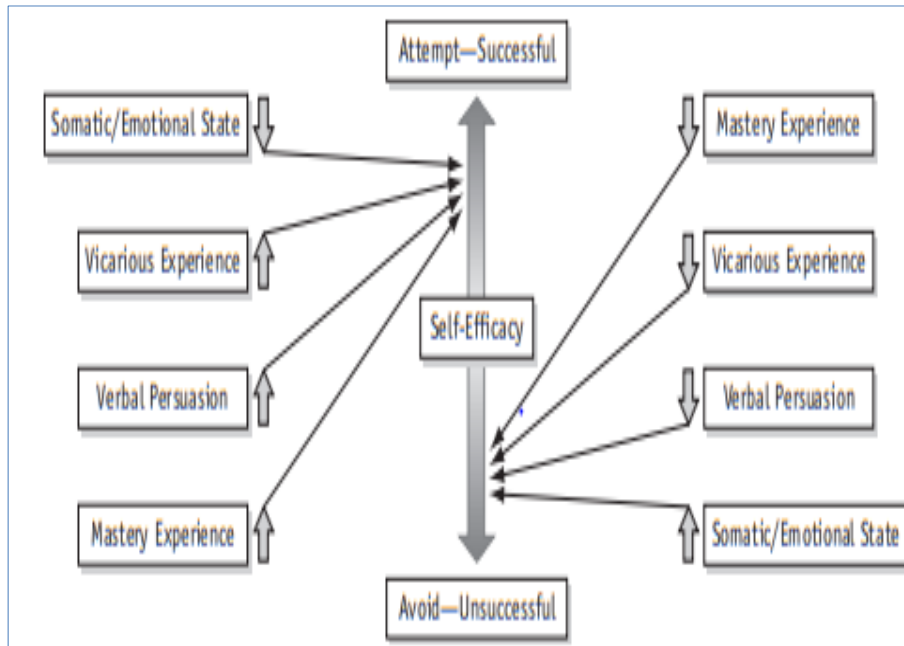 Attempt—Successful
Somatic/Emotional State
Mastery Experience
Vicarious Experience
Vicarious Experience
Self-Efficacy
Verbal Persuasion
Verbal Persuasion
Mastery Experience
Somatic/Emotional State
Avoid—Unsuccessful